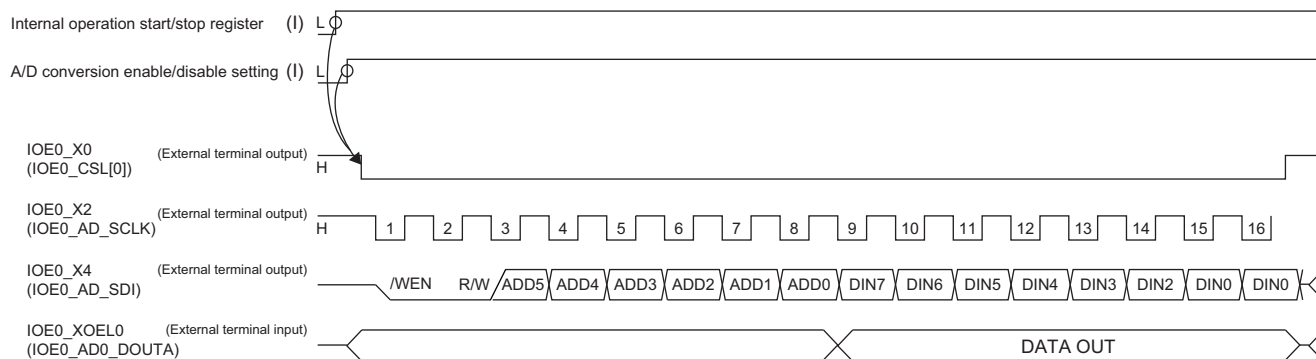 Internal operation start/stop register (I) L
A/D conversion enable/disable setting (I) L
IOE0_X0 (External terminal output)
(IOE0_CSL[0]) H
IOE0_X2 (External terminal output)
(IOE0_AD_SCLK) H 1 2 3 4 5 6 7 8 9 10 11 12 13 14 15 16
IOE0_X4 (External terminal output)
(IOE0_AD_SDI) /WEN R/W ADD5 ADD4 ADD3 ADD2 ADD1 ADD0 DIN7 DIN6 DIN5 DIN4 DIN3 DIN2 DIN0 DIN0
IOE0_XOEL0 (External terminal input)
(IOE0_AD0_DOUTA) DATA OUT